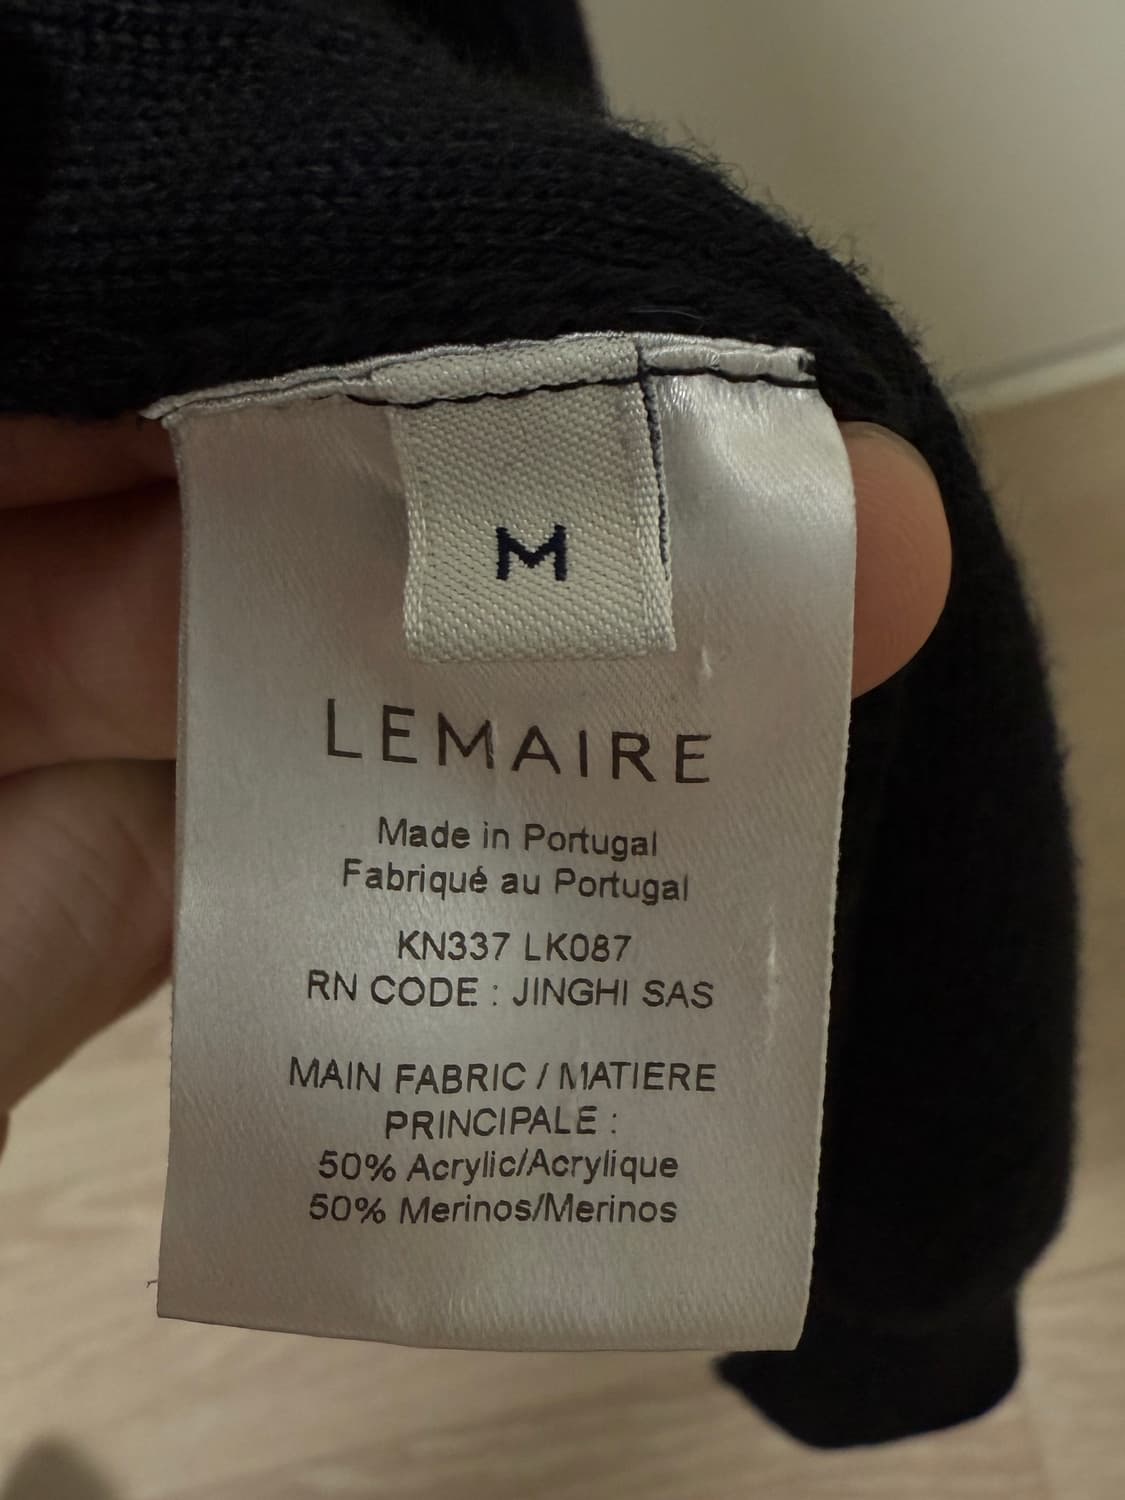 M
LEMAIRE
Made in Portugal
Fabriqué au Portugal
KN337 LK087
RN CODE : JINGHI SAS
MAIN FABRIC / MATIERE
PRINCIPALE :
50% Acrylic/Acrylique
50% Merinos/Merinos